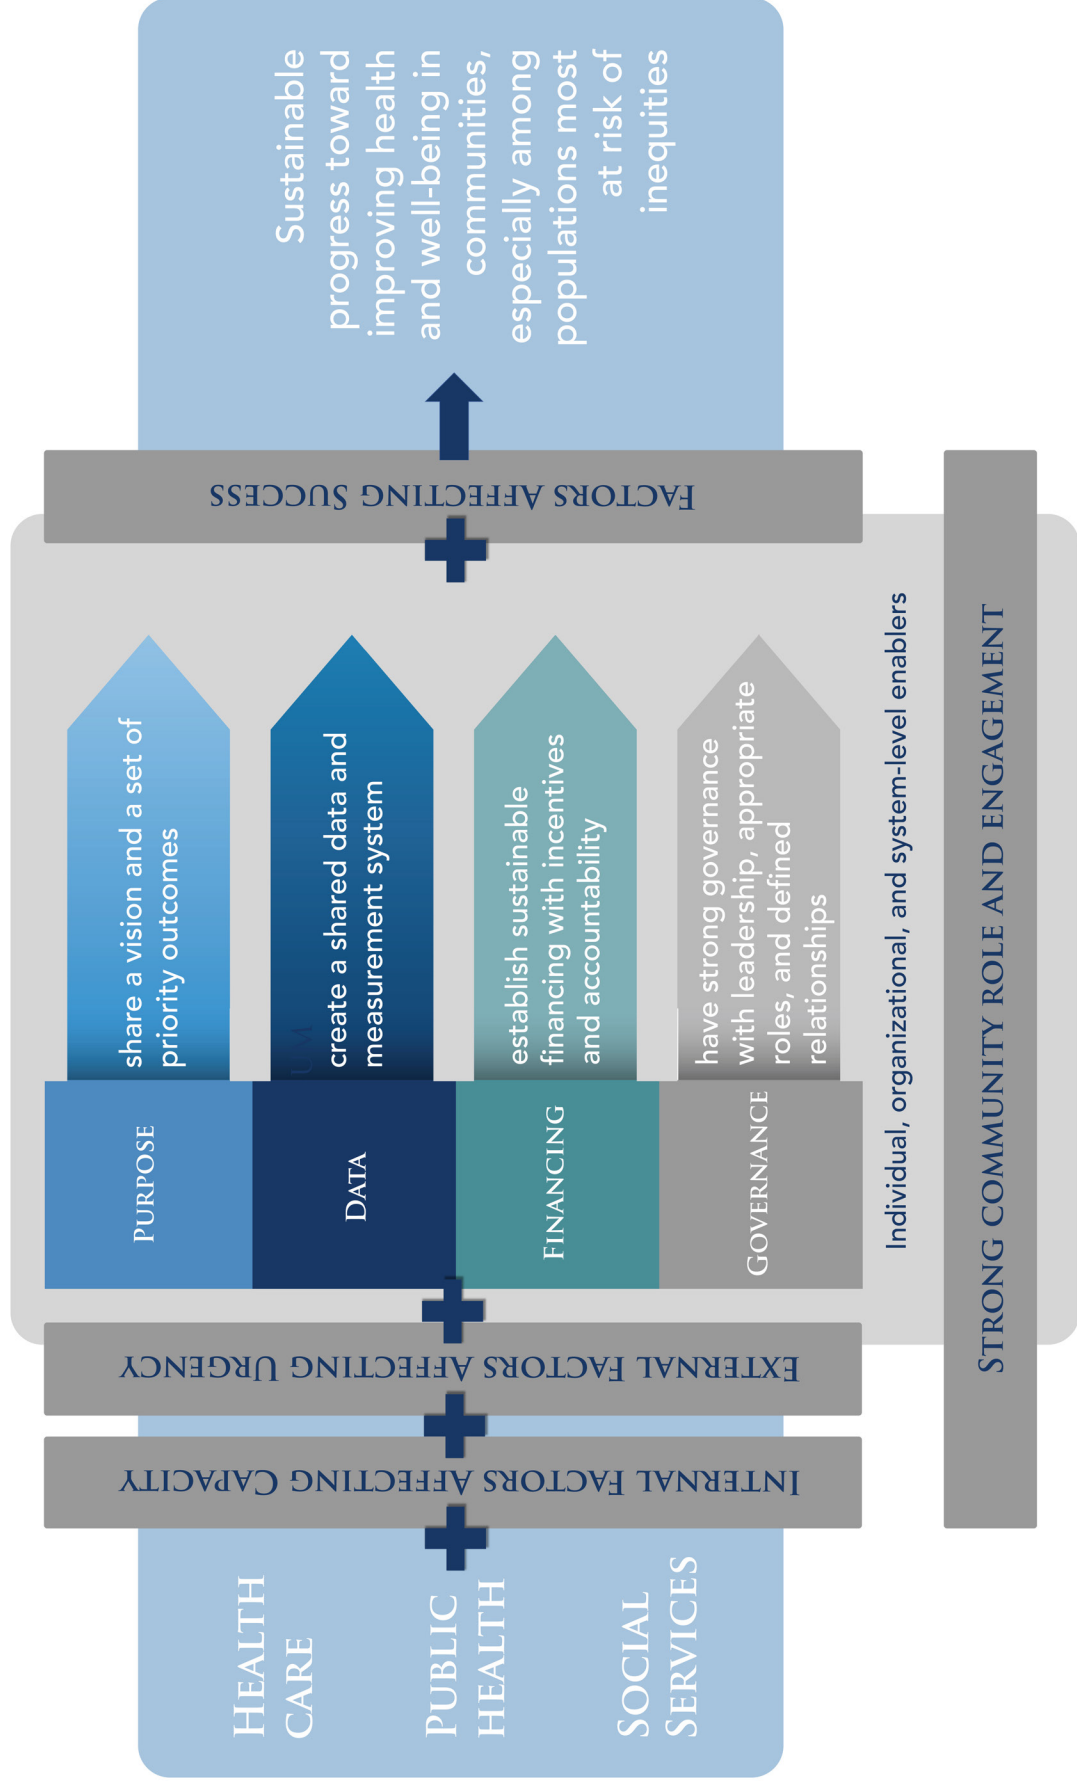 HEALTH
CARE
PUBLIC
HEALTH
SOCIAL
SERVICES
INTERNAL FACTORS AFFECTING CAPACITY
EXTERNAL FACTORS AFFECTING URGENCY
PURPOSE
share a vision and a set of
priority outcomes
DATA
create a shared data and
measurement system
FINANCING
establish sustainable
financing with incentives
and accountability
GOVERNANCE
have strong governance
with leadership, appropriate
roles, and defined
relationships
Individual, organizational, and system-level enablers
FACTORS AFFECTING SUCCESS
Sustainable
progress toward
improving health
and well-being in
communities,
especially among
populations most
at risk of
inequities
STRONG COMMUNITY ROLE AND ENGAGEMENT